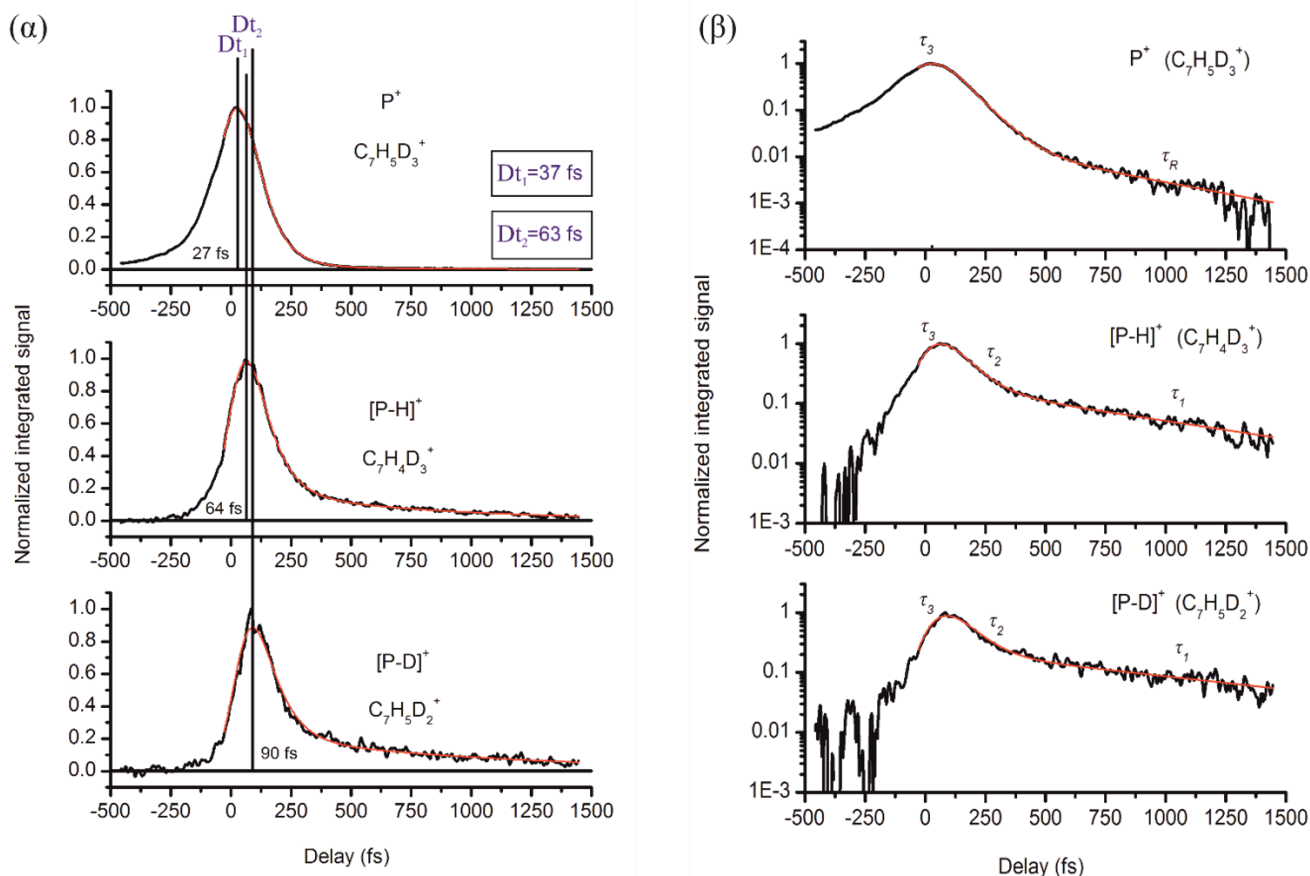 (α)
Dt₂
Dt₁
1.0
0.8
0.6
0.4
0.2
0.0
P⁺
C₇H₅D₃⁺
Dt₁=37 fs
Dt₂=63 fs
27 fs
-500 -250 0 250 500 750 1000 1250 1500
1.0
0.8
0.6
0.4
0.2
0.0
[P-H]⁺
C₇H₄D₃⁺
64 fs
-500 -250 0 250 500 750 1000 1250 1500
1.0
0.8
0.6
0.4
0.2
0.0
[P-D]⁺
C₇H₅D₂⁺
90 fs
-500 -250 0 250 500 750 1000 1250 1500
Normalized integrated signal
Delay (fs)
(β)
1
0.1
0.01
1E-3
1E-4
τ₃
P⁺ (C₇H₅D₃⁺)
τ_R
-500 -250 0 250 500 750 1000 1250 1500
1
0.1
0.01
1E-3
τ₃
[P-H]⁺ (C₇H₄D₃⁺)
τ₂
τ₁
-500 -250 0 250 500 750 1000 1250 1500
1
0.1
0.01
1E-3
τ₃
[P-D]⁺ (C₇H₅D₂⁺)
τ₂
τ₁
-500 -250 0 250 500 750 1000 1250 1500
Normalized integrated signal
Delay (fs)